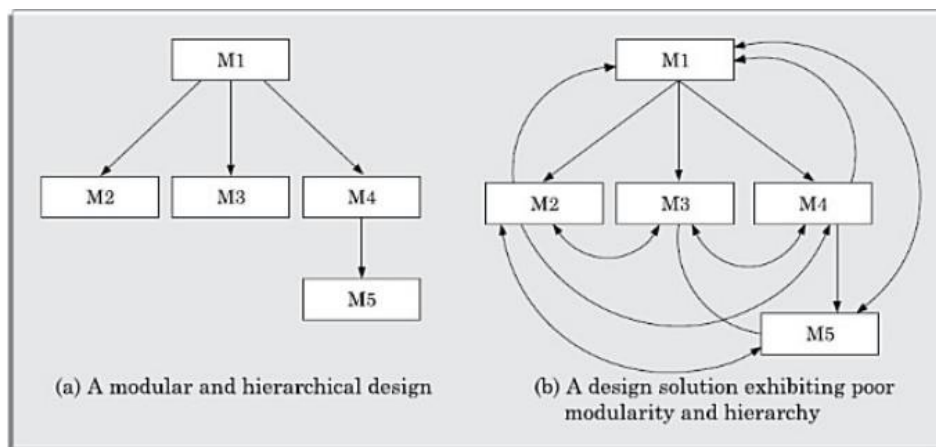 M1
M2
M3
M4
M5
(a) A modular and hierarchical design
M1
M2
M3
M4
M5
(b) A design solution exhibiting poor
modularity and hierarchy